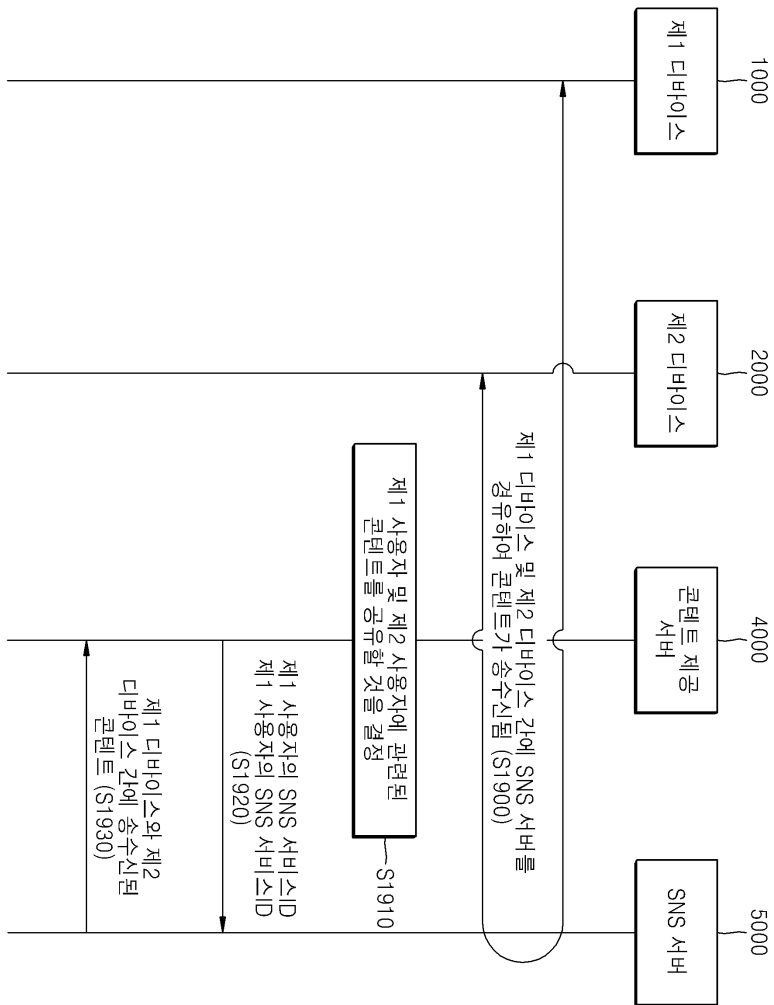 1000
2000
4000
5000
제1 디바이스
제2 디바이스
콘텐트 제공
서버
SNS 서버
제1 디바이스 및 제2 디바이스 간에 SNS 서버를
경유하여 콘텐트가 송수신됨 (S1900)
제1 사용자 및 제2 사용자에 관련된
콘텐트를 공유할 것을 결정
S1910
제1 사용자의 SNS 서비스ID
제1 사용자의 SNS 서비스ID
(S1920)
제1 디바이스와 제2
디바이스 간에 송수신된
콘텐트 (S1930)